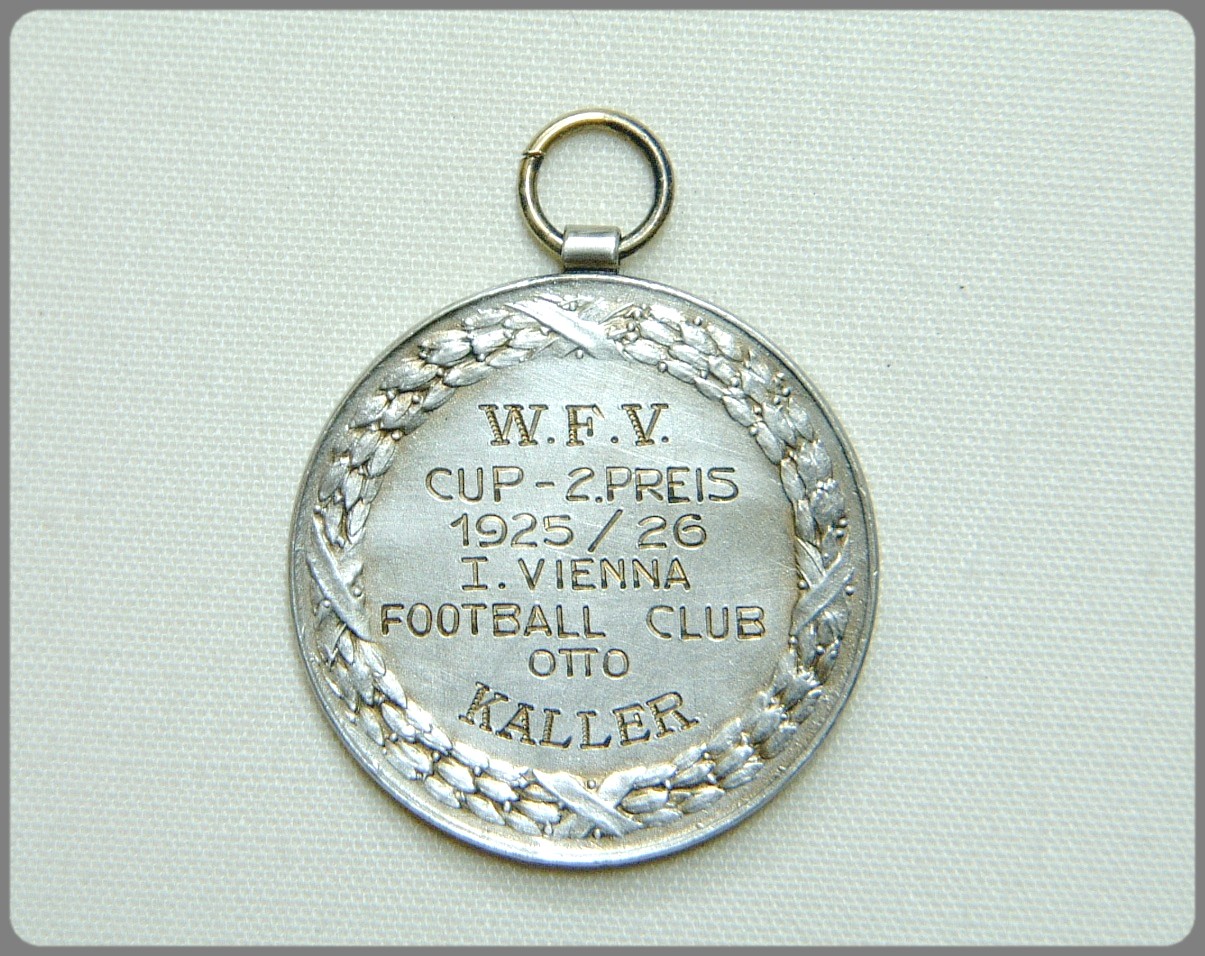 W.F.V.
CUP - 2.PREIS
1925 / 26
I. VIENNA
FOOTBALL CLUB
OTTO
KALLER